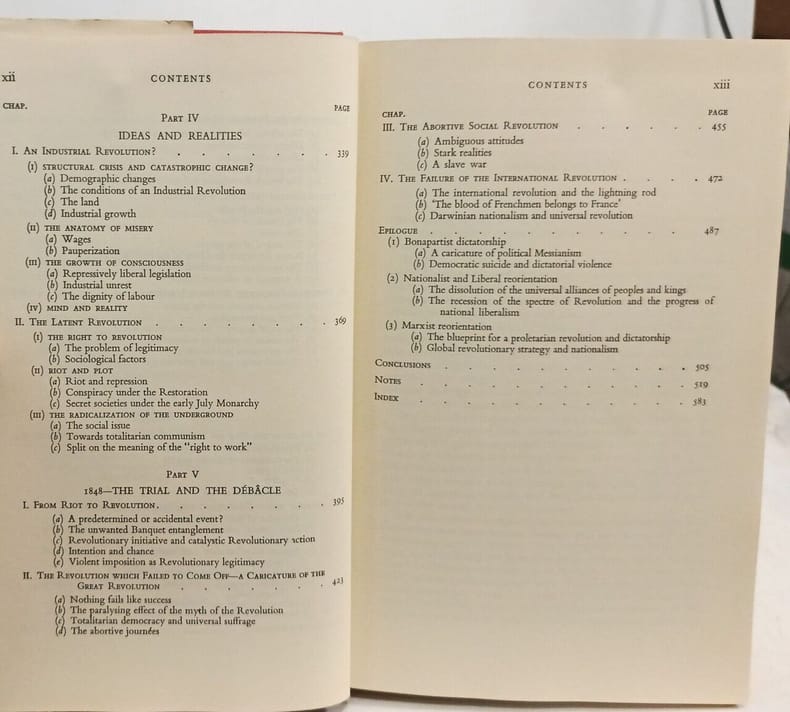 xii
CONTENTS
CHAP.
PAGE
PART IV
IDEAS AND REALITIES
I. AN INDUSTRIAL REVOLUTION? . . . . . . . 339
(I) STRUCTURAL CRISIS AND CATASTROPHIC CHANGE?
(a) Demographic changes
(b) The conditions of an Industrial Revolution
(c) The land
(d) Industrial growth
(II) THE ANATOMY OF MISERY
(a) Wages
(b) Pauperization
(III) THE GROWTH OF CONSCIOUSNESS
(a) Repressively liberal legislation
(b) Industrial unrest
(c) The dignity of labour
(IV) MIND AND REALITY
II. THE LATENT REVOLUTION . . . . . . . 369
(I) THE RIGHT TO REVOLUTION
(a) The problem of legitimacy
(b) Sociological factors
(II) RIOT AND PLOT
(a) Riot and repression
(b) Conspiracy under the Restoration
(c) Secret societies under the early July Monarchy
(III) THE RADICALIZATION OF THE UNDERGROUND
(a) The social issue
(b) Towards totalitarian communism
(c) Split on the meaning of the "right to work"
PART V
1848—THE TRIAL AND THE DÉBÂCLE
I. FROM RIOT TO REVOLUTION . . . . . . . 395
(a) A predetermined or accidental event?
(b) The unwanted Banquet entanglement
(c) Revolutionary initiative and catalystic Revolutionary action
(d) Intention and chance
(e) Violent imposition as Revolutionary legitimacy
II. THE REVOLUTION WHICH FAILED TO COME OFF—A CARICATURE OF THE
GREAT REVOLUTION . . . . . . . 423
(a) Nothing fails like success
(b) The paralysing effect of the myth of the Revolution
(c) Totalitarian democracy and universal suffrage
(d) The abortive journées
CONTENTS
xiii
CHAP.
PAGE
III. THE ABORTIVE SOCIAL REVOLUTION . . . . . . 455
(a) Ambiguous attitudes
(b) Stark realities
(c) A slave war
IV. THE FAILURE OF THE INTERNATIONAL REVOLUTION . . . . 472
(a) The international revolution and the lightning rod
(b) 'The blood of Frenchmen belongs to France'
(c) Darwinian nationalism and universal revolution
EPILOGUE . . . . . . . . . . 487
(1) Bonapartist dictatorship
(a) A caricature of political Messianism
(b) Democratic suicide and dictatorial violence
(2) Nationalist and Liberal reorientation
(a) The dissolution of the universal alliances of peoples and kings
(b) The recession of the spectre of Revolution and the progress of
national liberalism
(3) Marxist reorientation
(a) The blueprint for a proletarian revolution and dictatorship
(b) Global revolutionary strategy and nationalism
CONCLUSIONS . . . . . . . . . 505
NOTES . . . . . . . . . . 519
INDEX . . . . . . . . . . 583